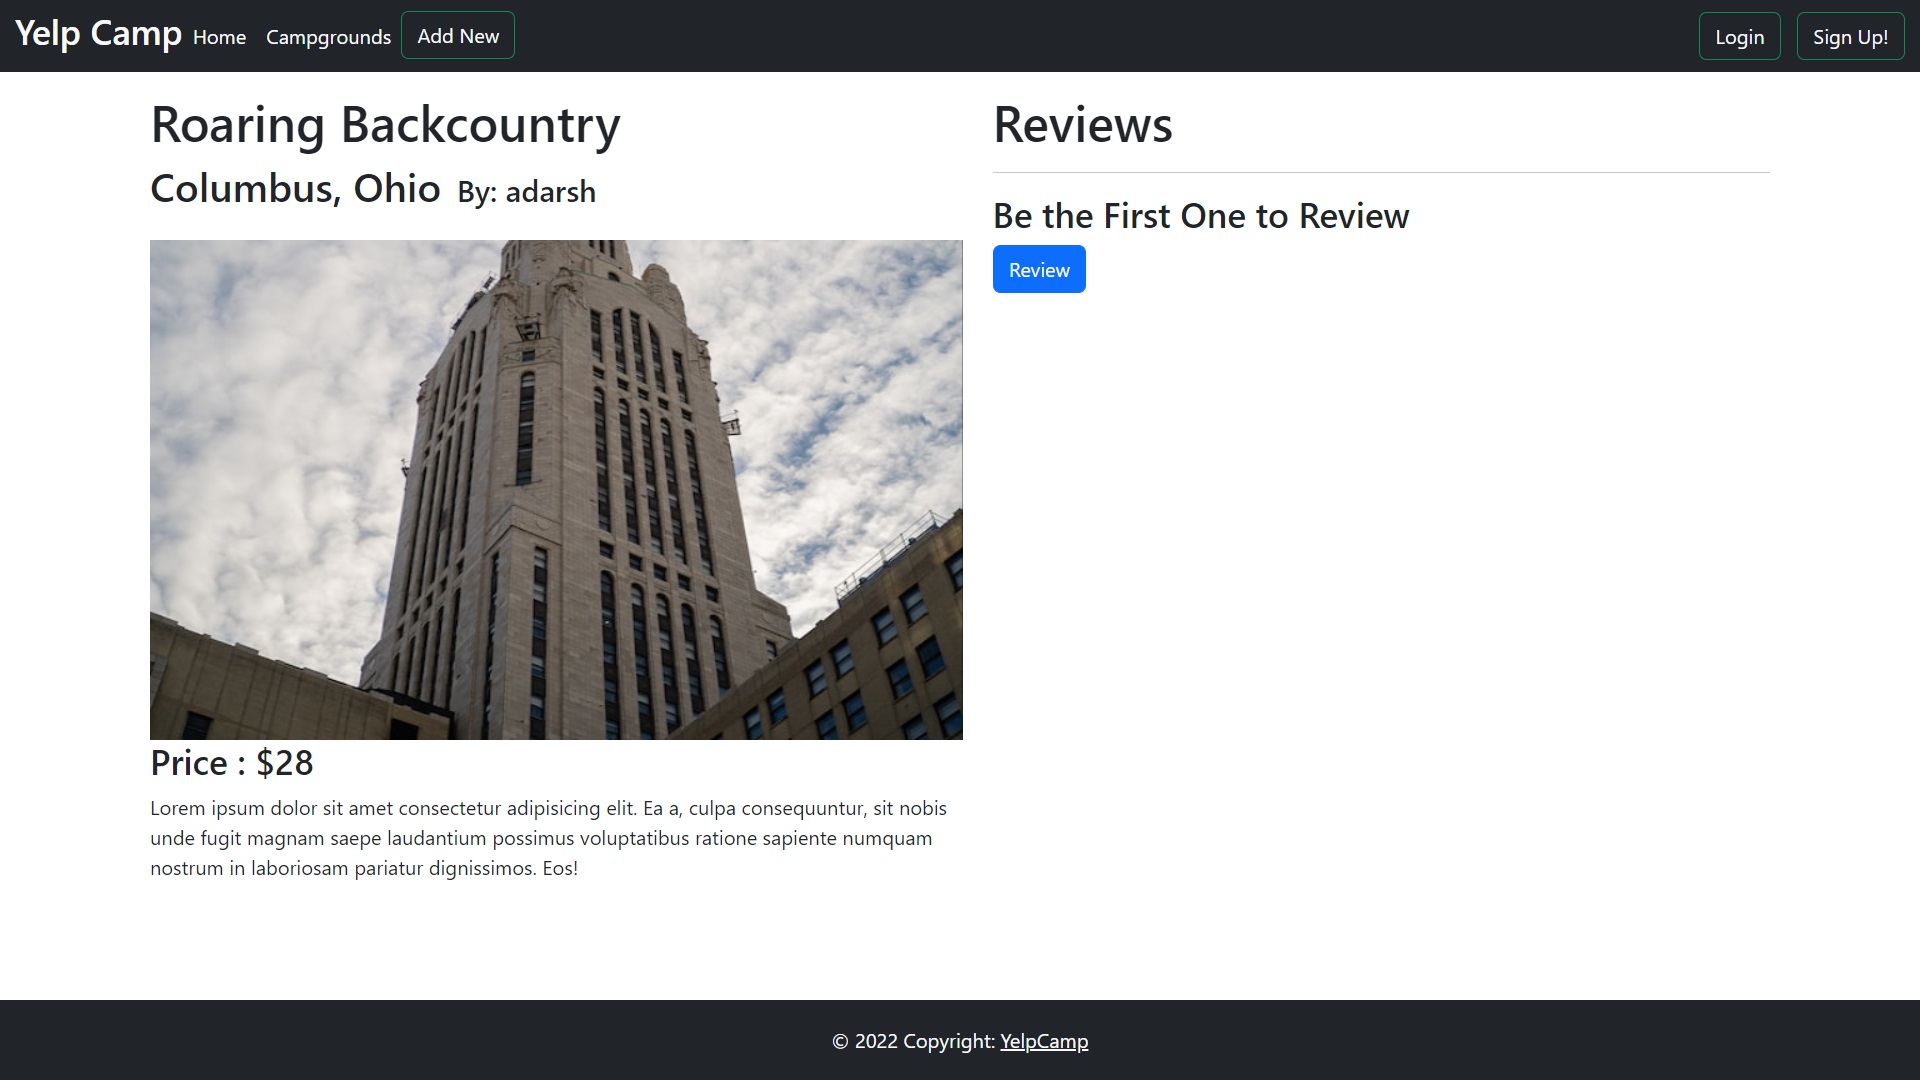 Yelp Camp Home Campgrounds Add New Login Sign Up!
Roaring Backcountry
Columbus, Ohio By: adarsh
Price : $28
Lorem ipsum dolor sit amet consectetur adipisicing elit. Ea a, culpa consequuntur, sit nobis
unde fugit magnam saepe laudantium possimus voluptatibus ratione sapiente numquam
nostrum in laboriosam pariatur dignissimos. Eos!
Reviews
Be the First One to Review
Review
© 2022 Copyright: YelpCamp